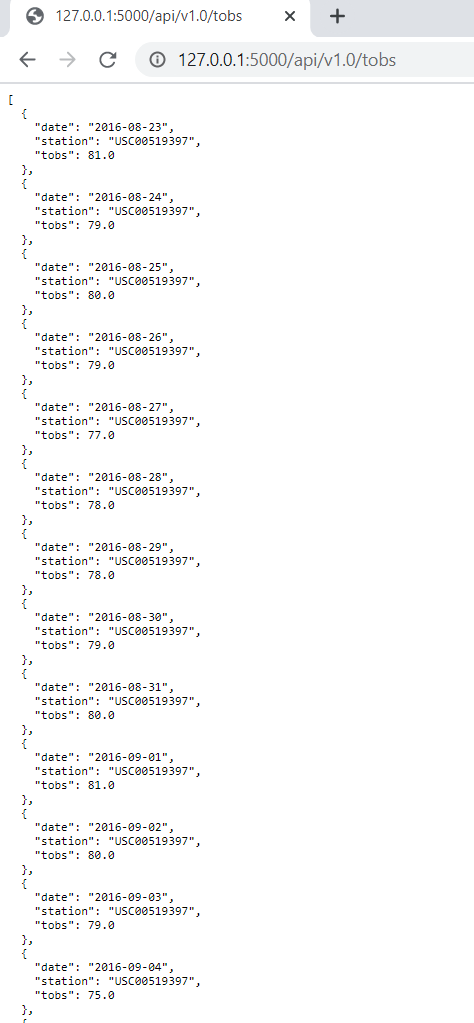 127.0.0.1:5000/api/v1.0/tobs
127.0.0.1:5000/api/v1.0/tobs
[
  {
    "date": "2016-08-23",
    "station": "USC00519397",
    "tobs": 81.0
  },
  {
    "date": "2016-08-24",
    "station": "USC00519397",
    "tobs": 79.0
  },
  {
    "date": "2016-08-25",
    "station": "USC00519397",
    "tobs": 80.0
  },
  {
    "date": "2016-08-26",
    "station": "USC00519397",
    "tobs": 79.0
  },
  {
    "date": "2016-08-27",
    "station": "USC00519397",
    "tobs": 77.0
  },
  {
    "date": "2016-08-28",
    "station": "USC00519397",
    "tobs": 78.0
  },
  {
    "date": "2016-08-29",
    "station": "USC00519397",
    "tobs": 78.0
  },
  {
    "date": "2016-08-30",
    "station": "USC00519397",
    "tobs": 79.0
  },
  {
    "date": "2016-08-31",
    "station": "USC00519397",
    "tobs": 80.0
  },
  {
    "date": "2016-09-01",
    "station": "USC00519397",
    "tobs": 81.0
  },
  {
    "date": "2016-09-02",
    "station": "USC00519397",
    "tobs": 80.0
  },
  {
    "date": "2016-09-03",
    "station": "USC00519397",
    "tobs": 79.0
  },
  {
    "date": "2016-09-04",
    "station": "USC00519397",
    "tobs": 75.0
  },
  {